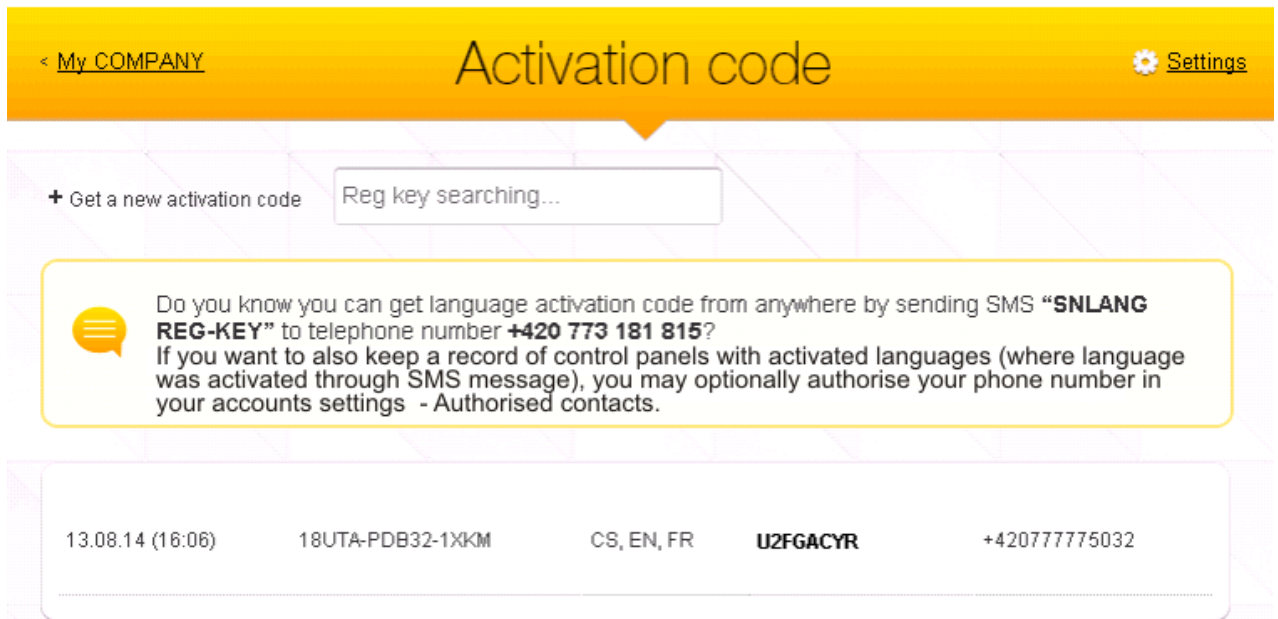 < My COMPANY
Activation code
Settings
+ Get a new activation code
Reg key searching...
Do you know you can get language activation code from anywhere by sending SMS “SNLANG
REG-KEY” to telephone number +420 773 181 815?
If you want to also keep a record of control panels with activated languages (where language
was activated through SMS message), you may optionally authorise your phone number in
your accounts settings - Authorised contacts.
13.08.14 (16:06) 18UTA-PDB32-1XKM CS, EN, FR U2FGACYR +420777775032